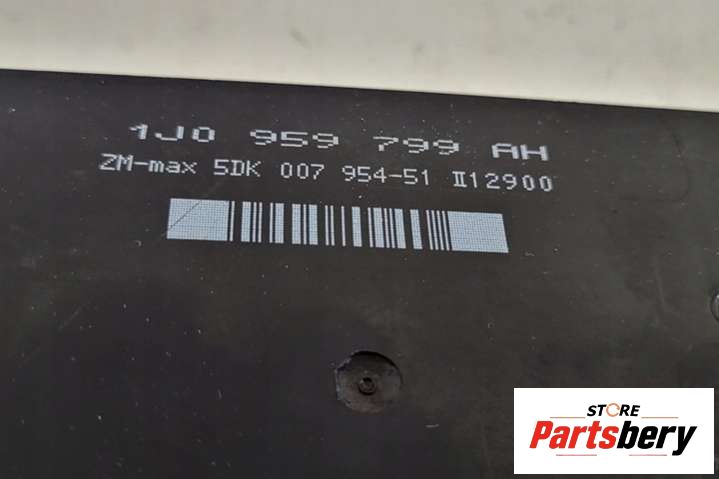 1J0 959 799 AH
ZM-max 5DK 007 954-51 II12900
STORE
Partsbery